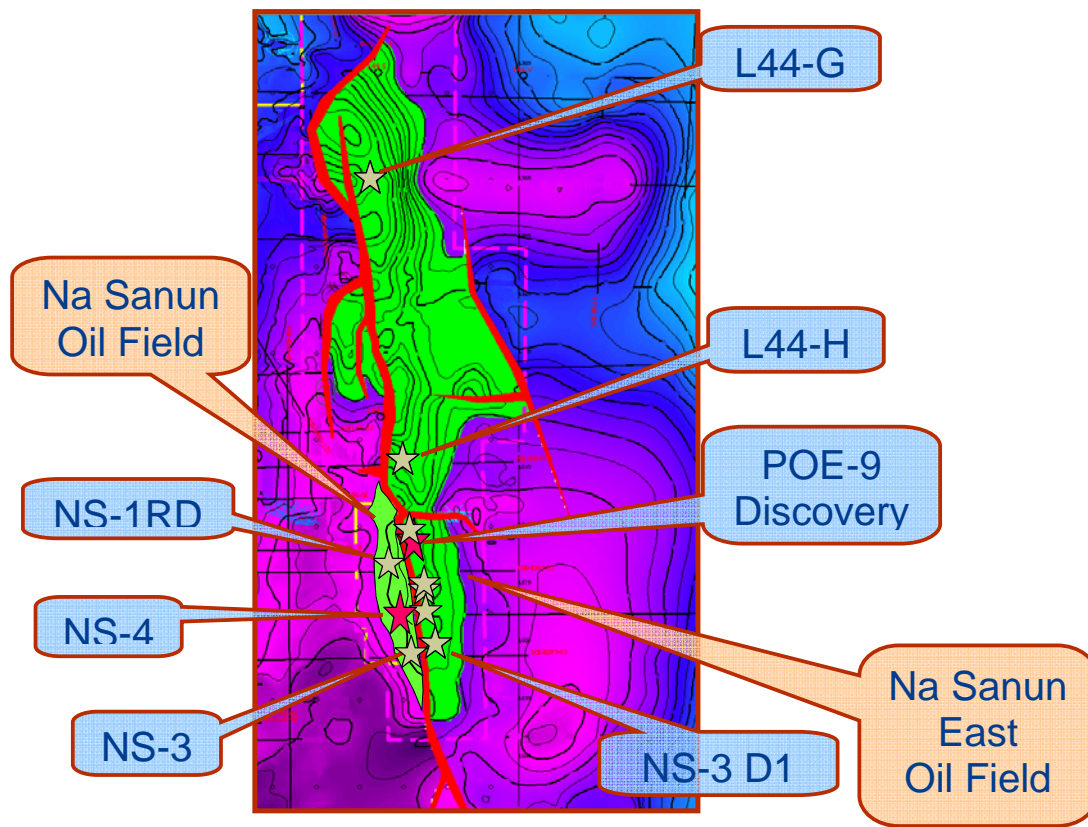 L44-G
Na Sanun
Oil Field
L44-H
POE-9
Discovery
NS-1RD
NS-4
Na Sanun
East
Oil Field
NS-3
NS-3 D1